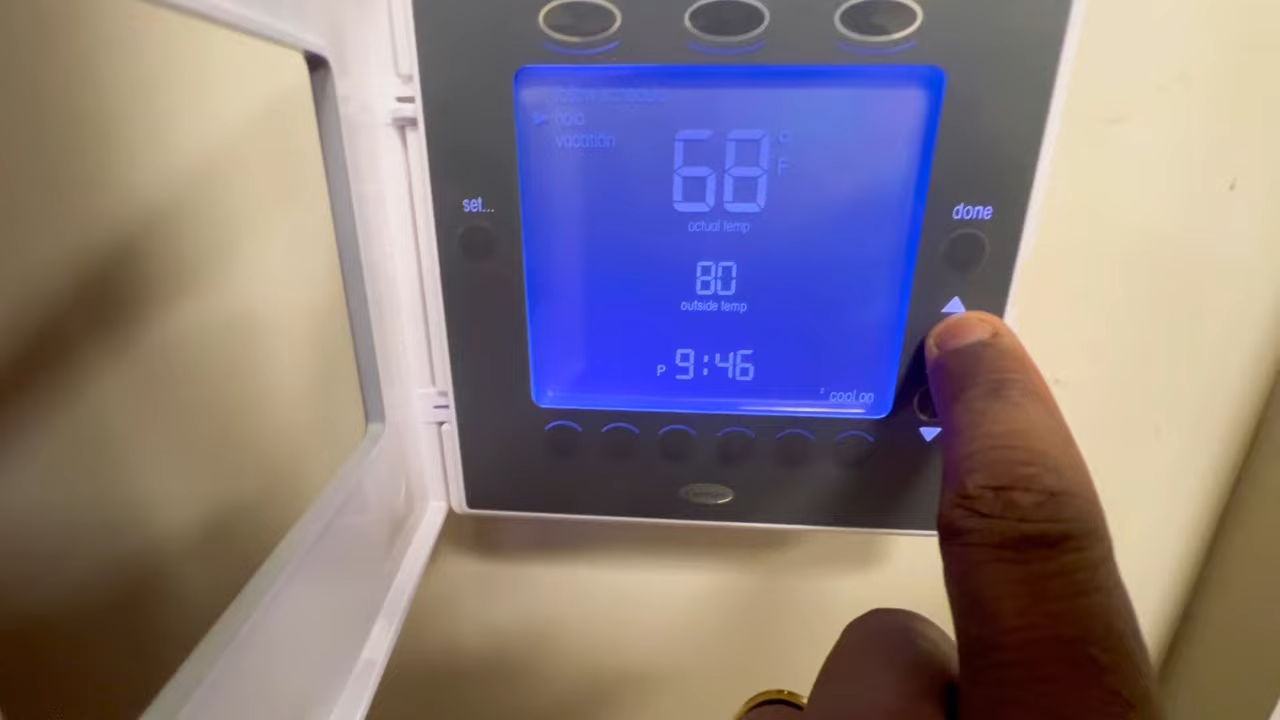 hold
vacation
68 °F
actual temp
set...
done
80
outside temp
P 9:46
cool on